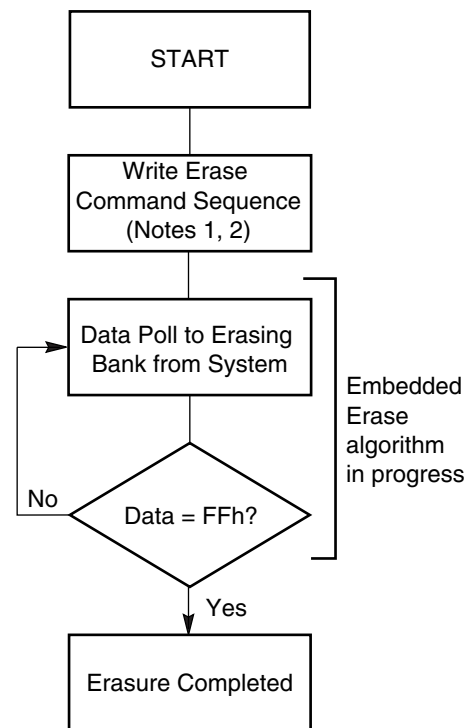 START
Write Erase
Command Sequence
(Notes 1, 2)
Data Poll to Erasing
Bank from System
Embedded
Erase
algorithm
in progress
No
Data = FFh?
Yes
Erasure Completed